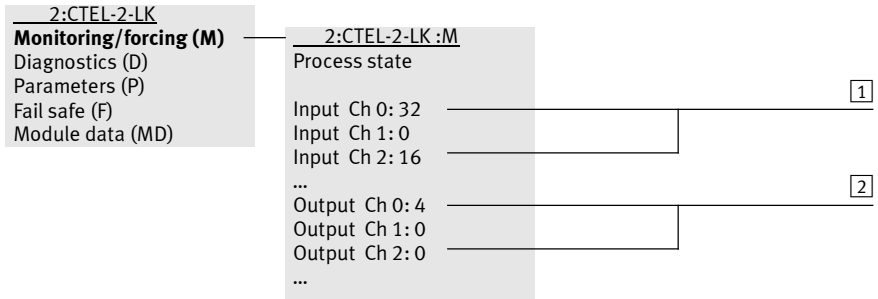 2:CTEL-2-LK
Monitoring/forcing (M)
Diagnostics (D)
Parameters (P)
Fail safe (F)
Module data (MD)
2:CTEL-2-LK :M
Process state
Input Ch 0: 32
Input Ch 1: 0
Input Ch 2: 16
...
Output Ch 0: 4
Output Ch 1: 0
Output Ch 2: 0
...
1
2